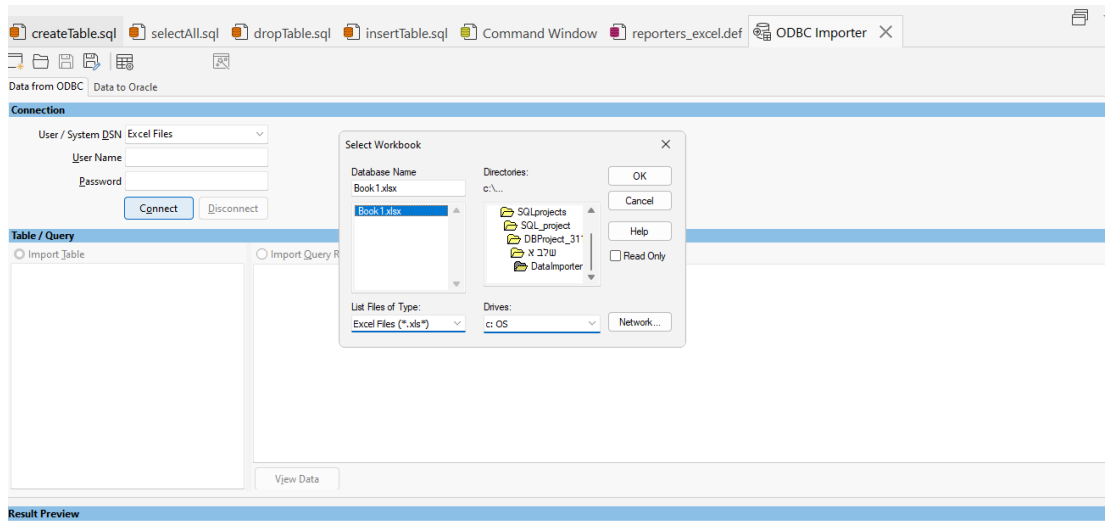 createTable.sql selectAll.sql dropTable.sql insertTable.sql Command Window reporters_excel.def ODBC Importer
Data from ODBC Data to Oracle
Connection
User / System DSN Excel Files
User Name
Password
Connect Disconnect
Table / Query
Import Table Import Query R
Select Workbook
Database Name
Book1.xlsx
Book1.xlsx
List Files of Type:
Excel Files (*.xls*)
Directories:
c:\...
SQLprojects
SQL_project
DBProject_311
שלב א
DataImporter
Drives:
c: OS
OK
Cancel
Help
Read Only
Network...
View Data
Result Preview